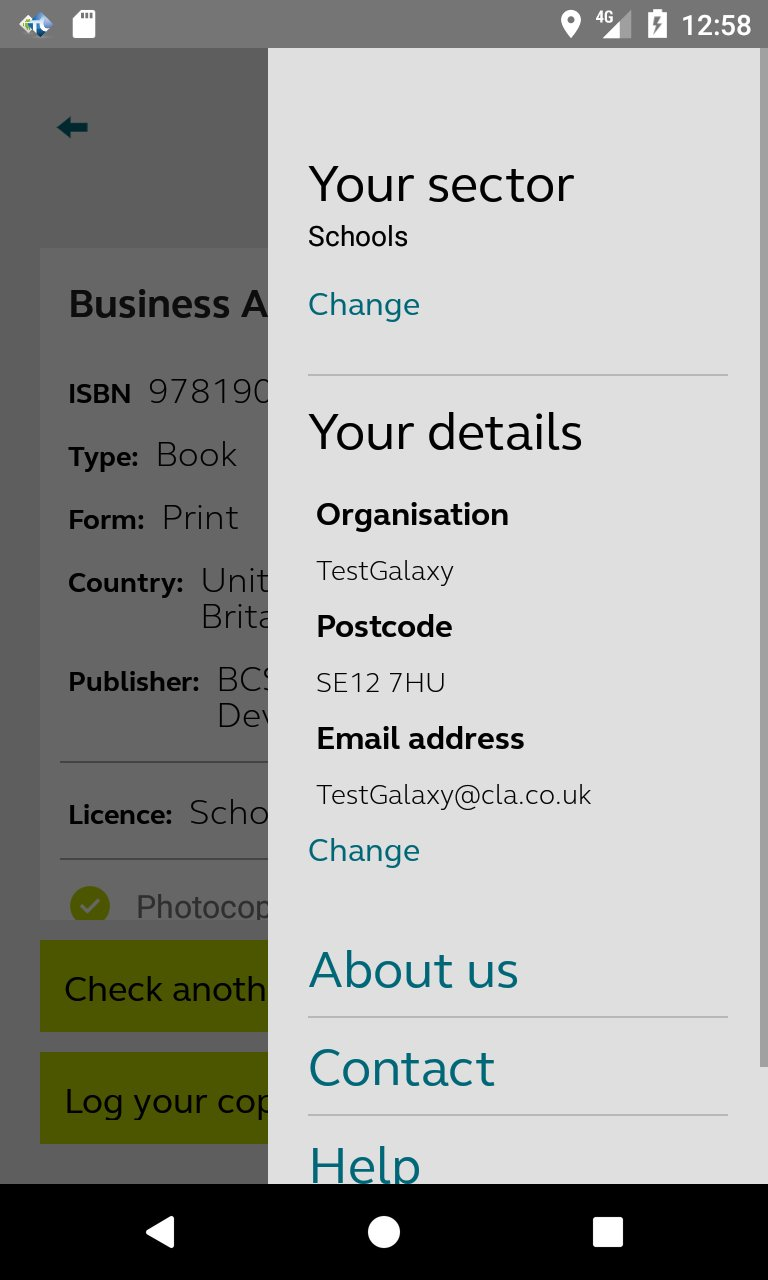 4G 12:58
Business A
ISBN 978190
Type: Book
Form: Print
Country: Unit
Brita
Publisher: BCS
Dev
Licence: Scho
Photocop
Check anoth
Log your cop
Your sector
Schools
Change
Your details
Organisation
TestGalaxy
Postcode
SE12 7HU
Email address
TestGalaxy@cla.co.uk
Change
About us
Contact
Help